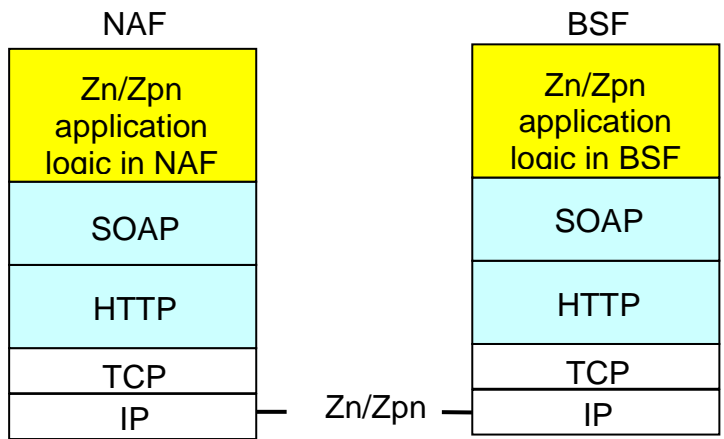 NAF
Zn/Zpn
application
logic in NAF
SOAP
HTTP
TCP
IP
Zn/Zpn
BSF
Zn/Zpn
application
logic in BSF
SOAP
HTTP
TCP
IP